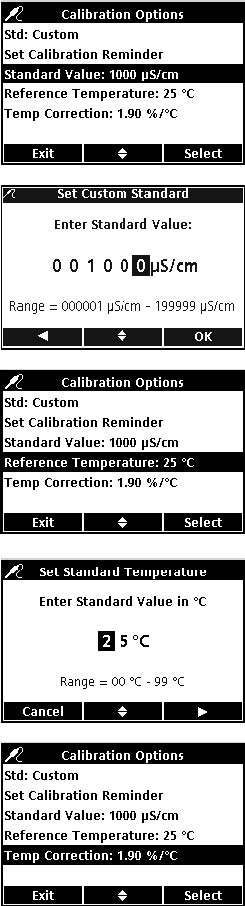 Calibration Options
Std: Custom
Set Calibration Reminder
Standard Value: 1000 µS/cm
Reference Temperature: 25 °C
Temp Correction: 1.90 %/°C
Exit Select
Set Custom Standard
Enter Standard Value:
0 0 1 0 0 0 µS/cm
Range = 000001 µS/cm - 199999 µS/cm
OK
Calibration Options
Std: Custom
Set Calibration Reminder
Standard Value: 1000 µS/cm
Reference Temperature: 25 °C
Temp Correction: 1.90 %/°C
Exit Select
Set Standard Temperature
Enter Standard Value in °C
2 5 °C
Range = 00 °C - 99 °C
Cancel
Calibration Options
Std: Custom
Set Calibration Reminder
Standard Value: 1000 µS/cm
Reference Temperature: 25 °C
Temp Correction: 1.90 %/°C
Exit Select